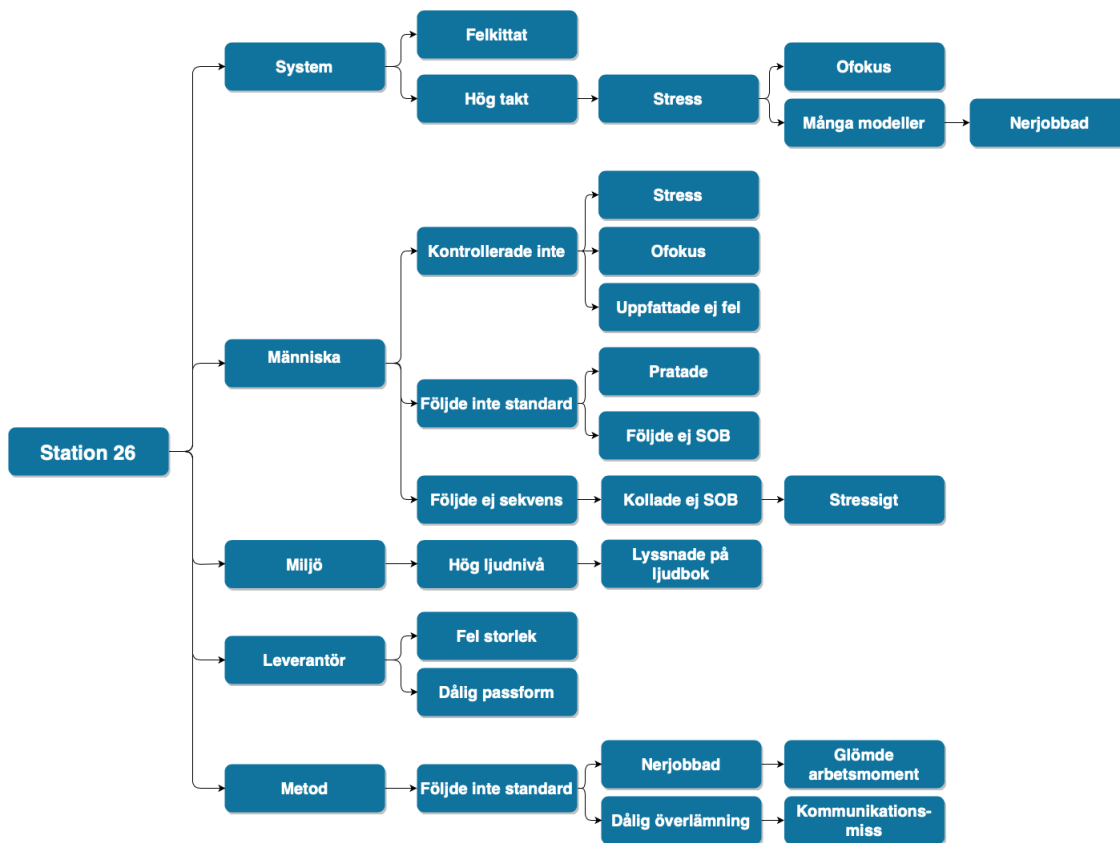 Felkittat
System
Ofokus
Hög takt
Stress
Många modeller
Nerjobbad
Stress
Kontrollerade inte
Ofokus
Uppfattade ej fel
Människa
Pratade
Följde inte standard
Följde ej SOB
Station 26
Följde ej sekvens
Kollade ej SOB
Stressigt
Miljö
Hög ljudnivå
Lyssnade på
ljudbok
Fel storlek
Leverantör
Dålig passform
Nerjobbad
Glömde
arbetsmoment
Metod
Följde inte standard
Dålig överlämning
Kommunikations-
miss